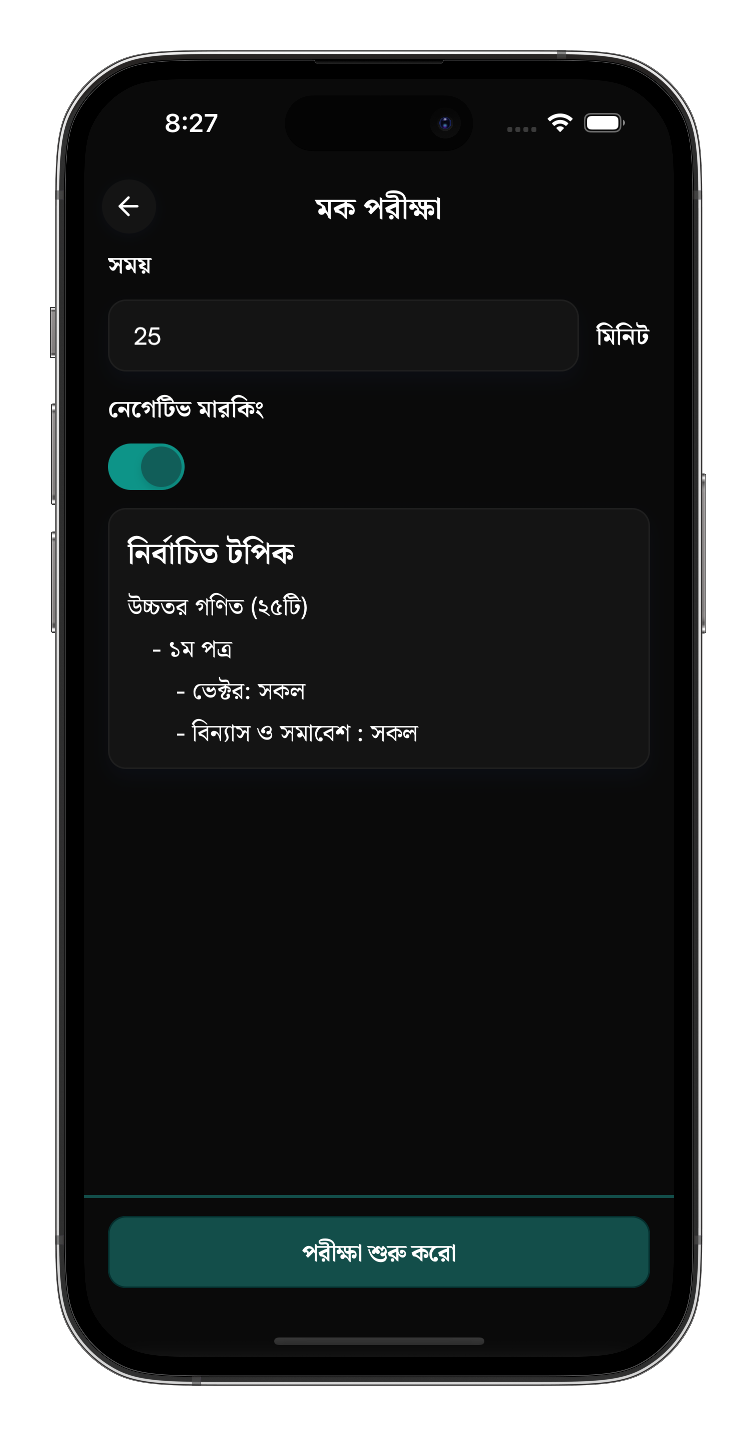 8:27
মক পরীক্ষা
সময়
25 মিনিট
নেগেটিভ মারকিং
নির্বাচিত টপিক
উচ্চতর গণিত (২৫টি)
- ১ম পত্র
- ভেক্টর: সকল
- বিন্যাস ও সমাবেশ : সকল
পরীক্ষা শুরু করো